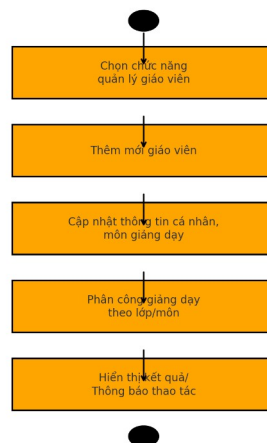 Chọn chức năng
quản lý giáo viên
Thêm mới giáo viên
Cập nhật thông tin cá nhân,
môn giảng dạy
Phân công giảng dạy
theo lớp/môn
Hiển thị kết quả/
Thông báo thao tác